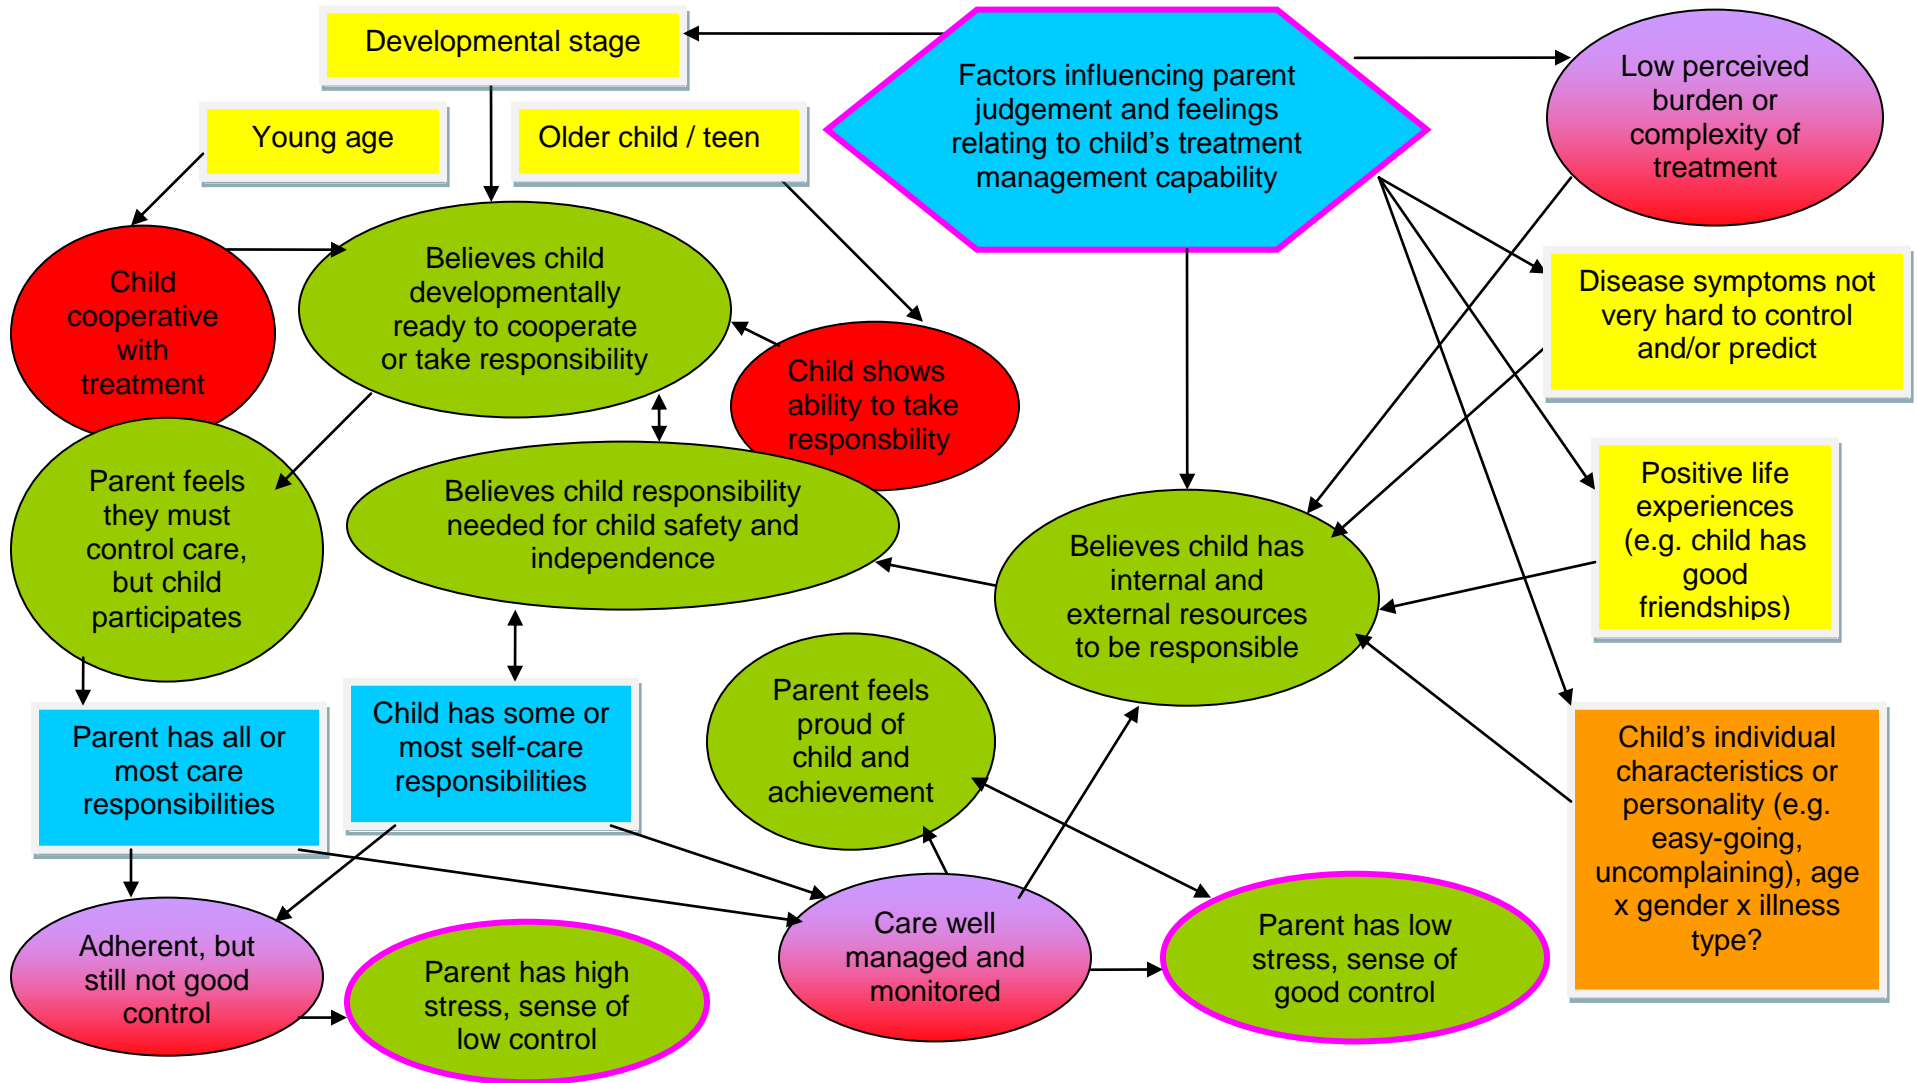 Developmental stage
Factors influencing parent
judgement and feelings
relating to child’s treatment
management capability
Low perceived
burden or
complexity of
treatment
Young age
Older child / teen
Child
cooperative
with
treatment
Believes child
developmentally
ready to cooperate
or take responsibility
Child shows
ability to take
responsbility
Disease symptoms not
very hard to control
and/or predict
Parent feels
they must
control care,
but child
participates
Believes child responsibility
needed for child safety and
independence
Believes child has
internal and
external resources
to be responsible
Positive life
experiences
(e.g. child has
good
friendships)
Parent has all or
most care
responsibilities
Child has some or
most self-care
responsibilities
Parent feels
proud of
child and
achievement
Child’s individual
characteristics or
personality (e.g.
easy-going,
uncomplaining), age
x gender x illness
type?
Adherent, but
still not good
control
Parent has high
stress, sense of
low control
Care well
managed and
monitored
Parent has low
stress, sense of
good control